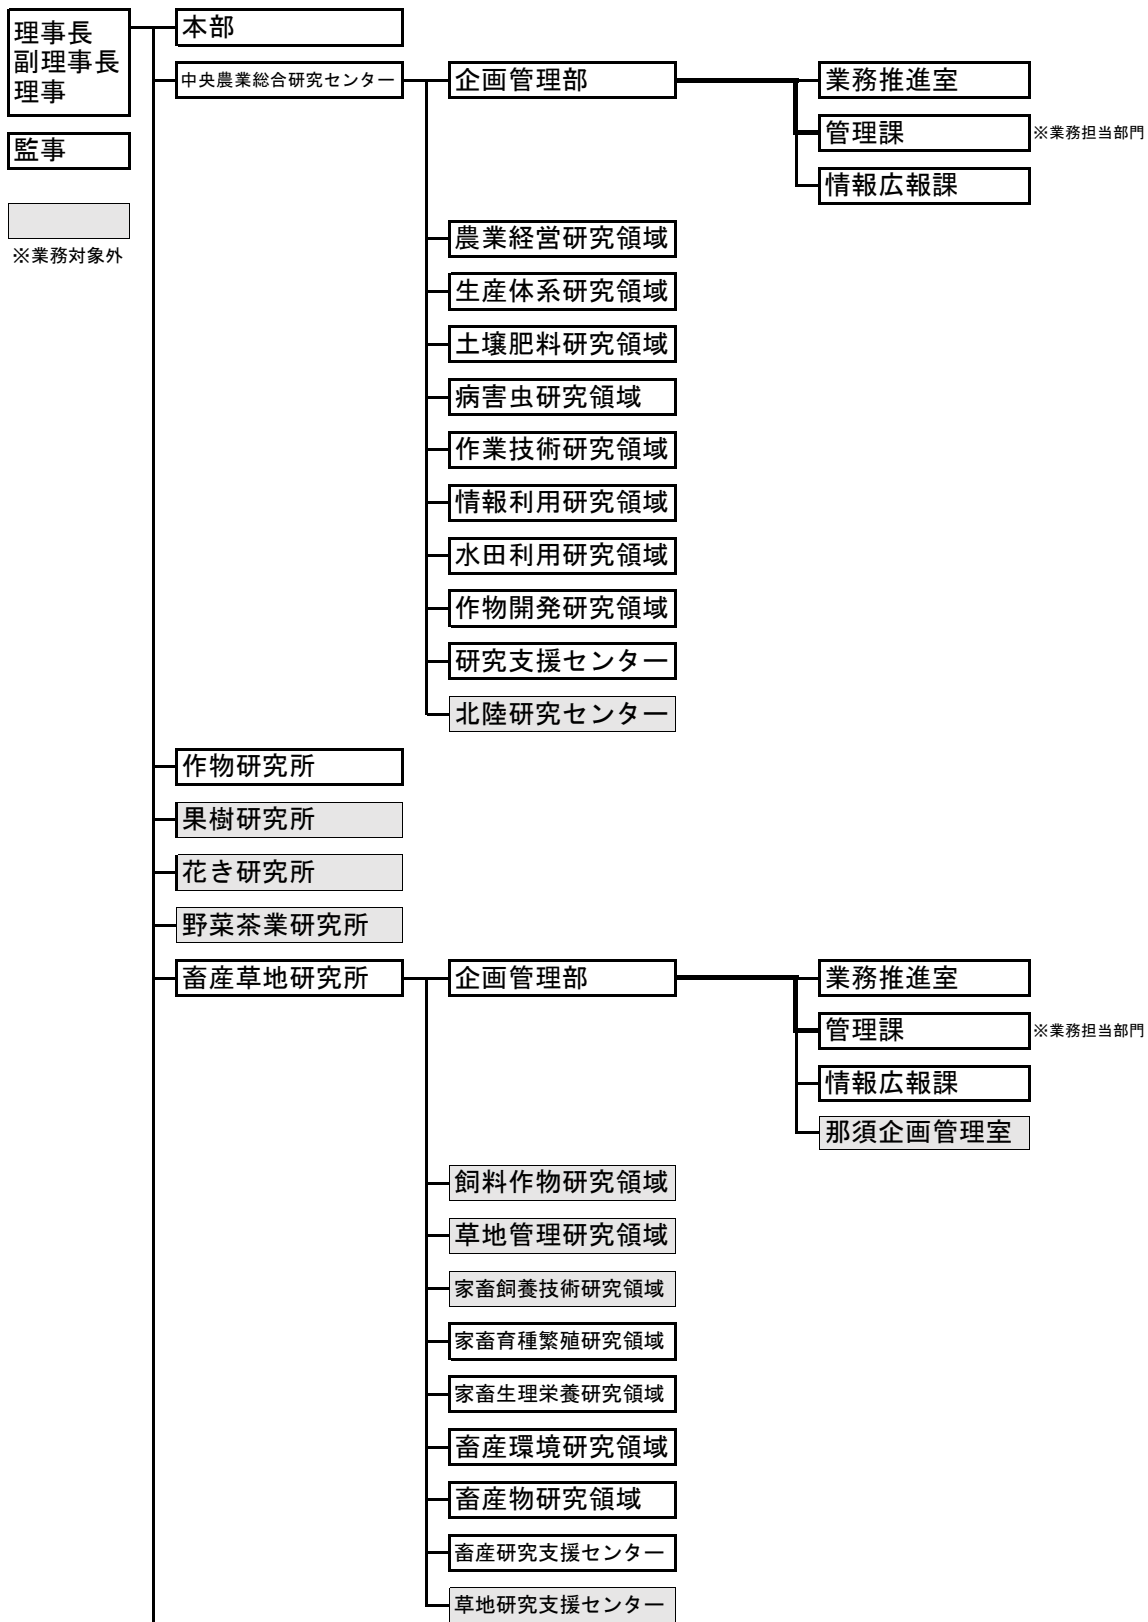 理事長
副理事長
理事
監事
※業務対象外
本部
中央農業総合研究センター
企画管理部
業務推進室
管理課
※業務担当部門
情報広報課
農業経営研究領域
生産体系研究領域
土壌肥料研究領域
病害虫研究領域
作業技術研究領域
情報利用研究領域
水田利用研究領域
作物開発研究領域
研究支援センター
北陸研究センター
作物研究所
果樹研究所
花き研究所
野菜茶業研究所
畜産草地研究所
企画管理部
業務推進室
管理課
※業務担当部門
情報広報課
那須企画管理室
飼料作物研究領域
草地管理研究領域
家畜飼養技術研究領域
家畜育種繁殖研究領域
家畜生理栄養研究領域
畜産環境研究領域
畜産物研究領域
畜産研究支援センター
草地研究支援センター